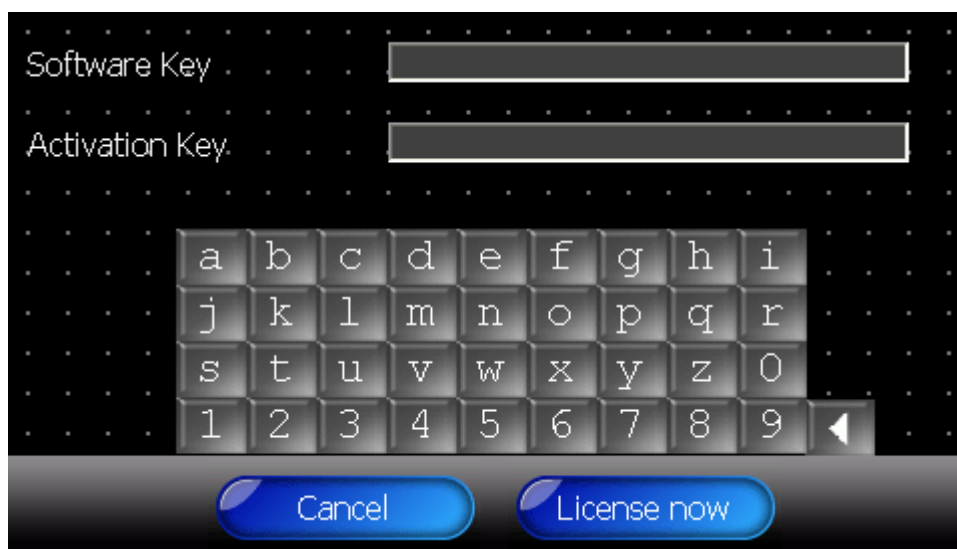 Software Key
Activation Key
a b c d e f g h i
j k l m n o p q r
s t u v w x y z 0
1 2 3 4 5 6 7 8 9
Cancel License now